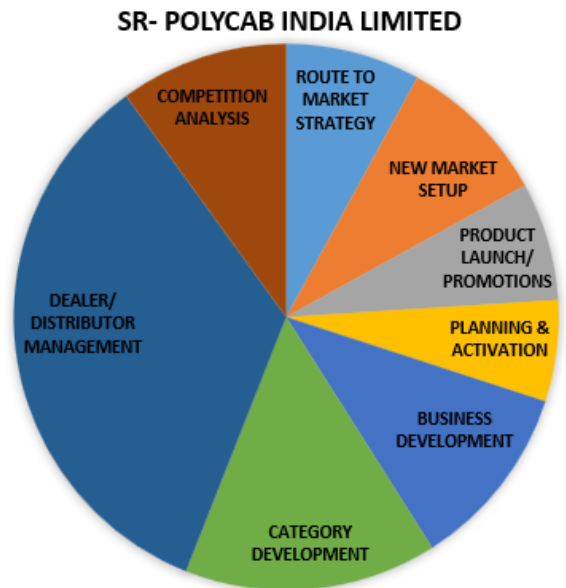 SR- POLYCAB INDIA LIMITED
ROUTE TO
MARKET
STRATEGY
NEW MARKET
SETUP
PRODUCT
LAUNCH/
PROMOTIONS
PLANNING &
ACTIVATION
BUSINESS
DEVELOPMENT
CATEGORY
DEVELOPMENT
DEALER/
DISTRIBUTOR
MANAGEMENT
COMPETITION
ANALYSIS